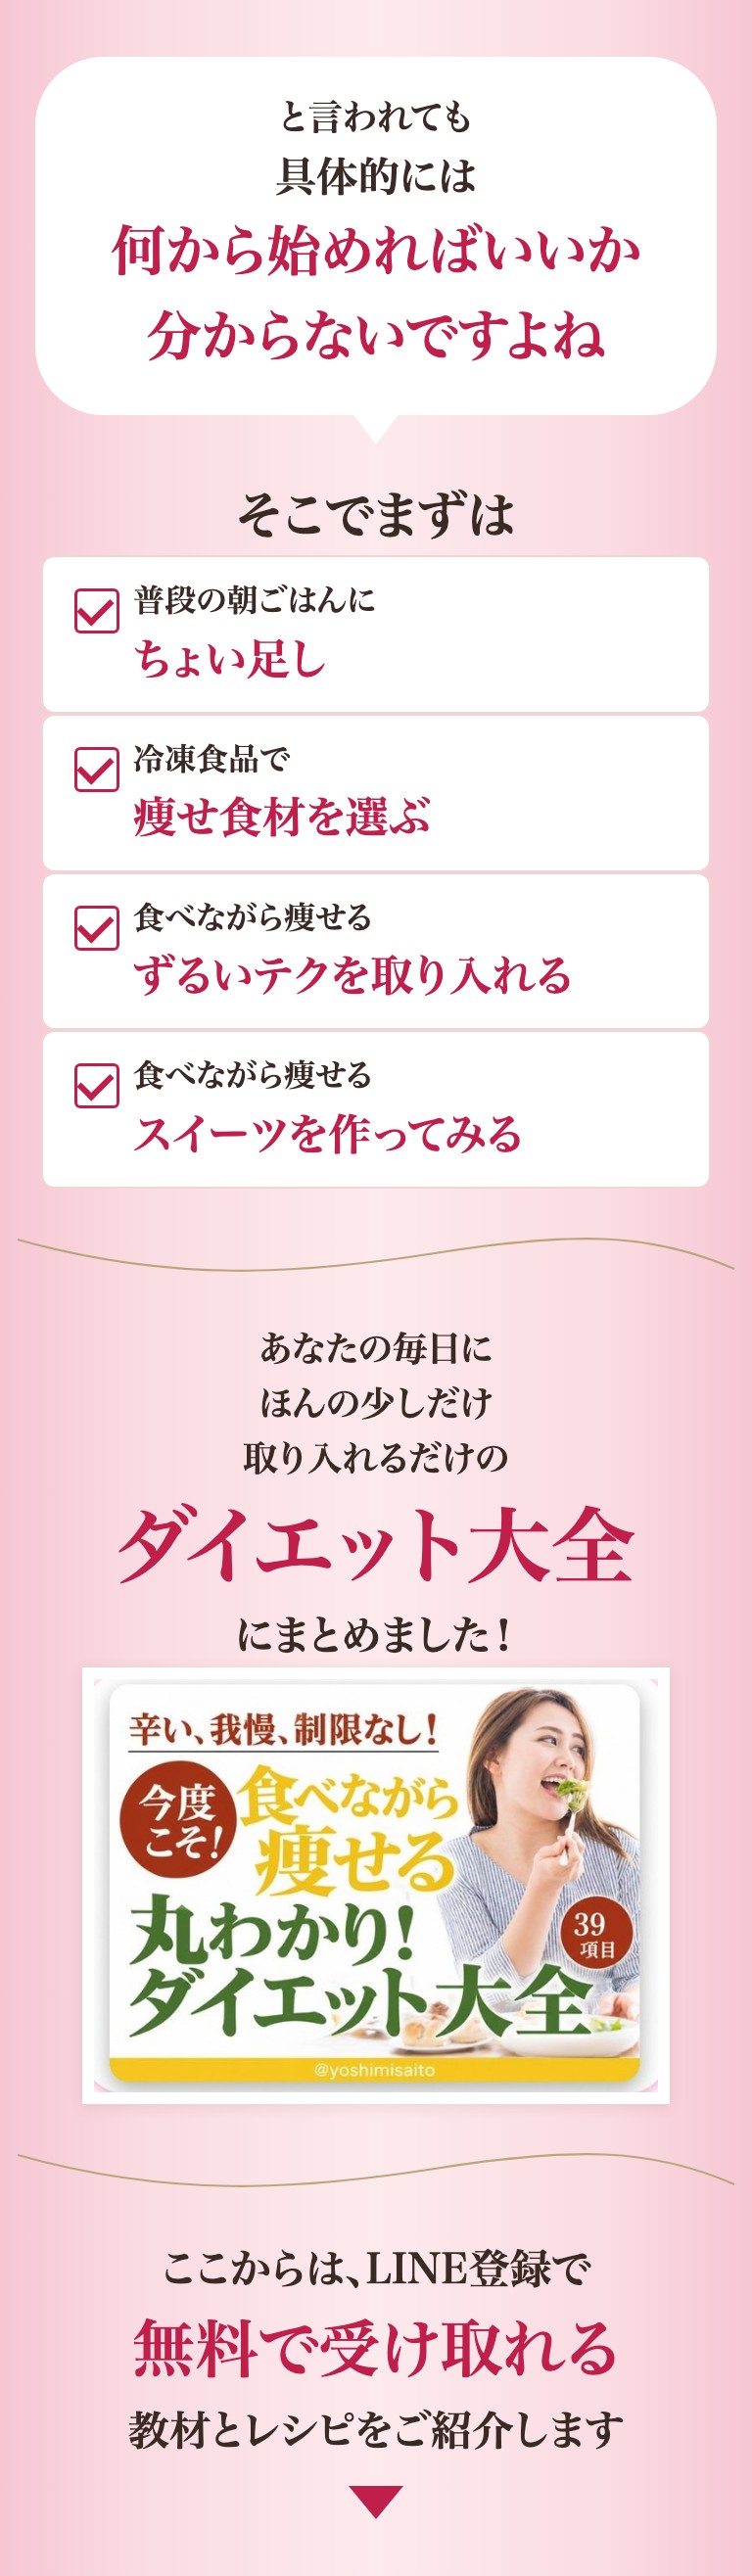 と言われても
具体的には
何から始めればいいか
分からないですよね
そこでまずは
普段の朝ごはんに
ちょい足し
冷凍食品で
痩せ食材を選ぶ
食べながら痩せる
ずるいテクを取り入れる
食べながら痩せる
スイーツを作ってみる
あなたの毎日に
ほんの少しだけ
取り入れるだけの
ダイエット大全
にまとめました!
辛い、我慢、制限なし!
今度
こそ!
食べながら
痩せる
丸わかり!
39
項目
ダイエット大全
@yoshimisaito
ここからは、LINE登録で
無料で受け取れる
教材とレシピをご紹介します